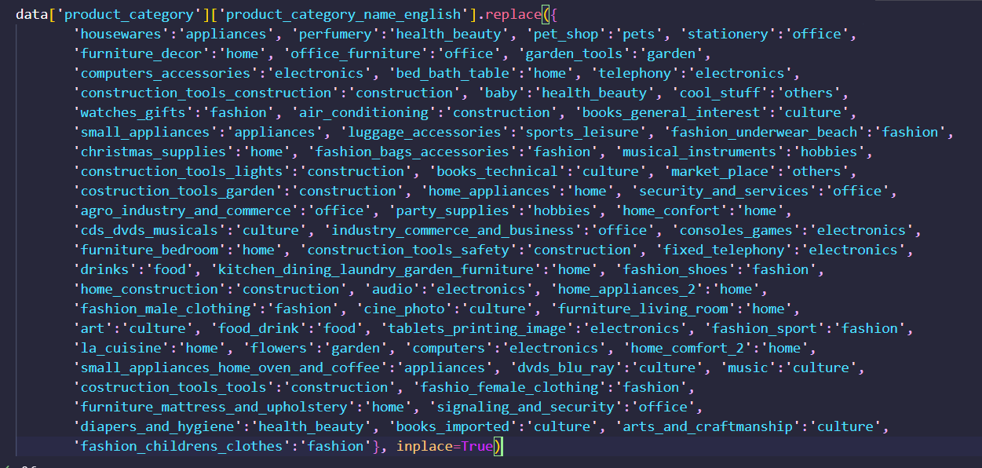 data['product_category']['product_category_name_english'].replace({
'housewares':'appliances', 'perfumery':'health_beauty', 'pet_shop':'pets', 'stationery':'office',
'furniture_decor':'home', 'office_furniture':'office', 'garden_tools':'garden',
'computers_accessories':'electronics', 'bed_bath_table':'home', 'telephony':'electronics',
'construction_tools_construction':'construction', 'baby':'health_beauty', 'cool_stuff':'others',
'watches_gifts':'fashion', 'air_conditioning':'construction', 'books_general_interest':'culture',
'small_appliances':'appliances', 'luggage_accessories':'sports_leisure', 'fashion_underwear_beach':'fashion',
'christmas_supplies':'home', 'fashion_bags_accessories':'fashion', 'musical_instruments':'hobbies',
'construction_tools_lights':'construction', 'books_technical':'culture', 'market_place':'others',
'costruction_tools_garden':'construction', 'home_appliances':'home', 'security_and_services':'office',
'agro_industry_and_commerce':'office', 'party_supplies':'hobbies', 'home_confort':'home',
'cds_dvds_musicals':'culture', 'industry_commerce_and_business':'office', 'consoles_games':'electronics',
'furniture_bedroom':'home', 'construction_tools_safety':'construction', 'fixed_telephony':'electronics',
'drinks':'food', 'kitchen_dining_laundry_garden_furniture':'home', 'fashion_shoes':'fashion',
'home_construction':'construction', 'audio':'electronics', 'home_appliances_2':'home',
'fashion_male_clothing':'fashion', 'cine_photo':'culture', 'furniture_living_room':'home',
'art':'culture', 'food_drink':'food', 'tablets_printing_image':'electronics', 'fashion_sport':'fashion',
'la_cuisine':'home', 'flowers':'garden', 'computers':'electronics', 'home_comfort_2':'home',
'small_appliances_home_oven_and_coffee':'appliances', 'dvds_blu_ray':'culture', 'music':'culture',
'costruction_tools_tools':'construction', 'fashio_female_clothing':'fashion',
'furniture_mattress_and_upholstery':'home', 'signaling_and_security':'office',
'diapers_and_hygiene':'health_beauty', 'books_imported':'culture', 'arts_and_craftmanship':'culture',
'fashion_childrens_clothes':'fashion'}, inplace=True)